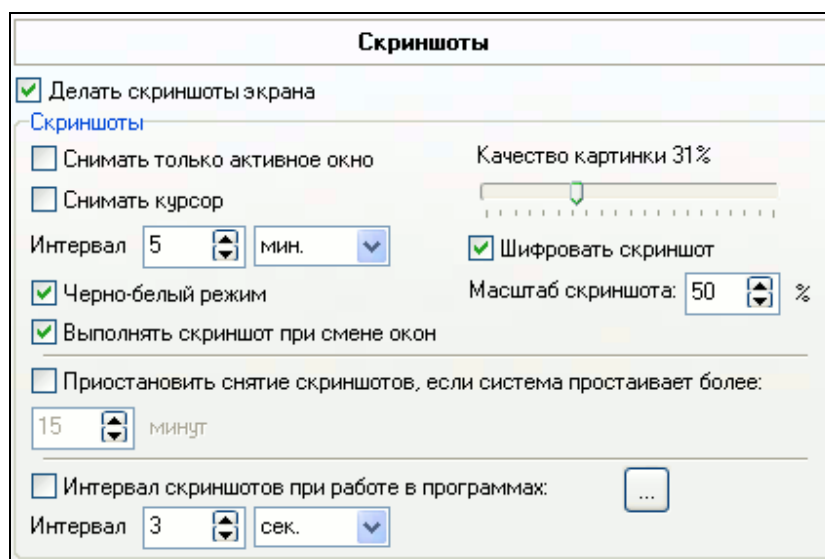 Скриншоты
Делать скриншоты экрана
Скриншоты
Снимать только активное окно
Качество картинки 31%
Снимать курсор
Интервал 5 мин.
Шифровать скриншот
Черно-белый режим
Масштаб скриншота: 50 %
Выполнять скриншот при смене окон
Приостановить снятие скриншотов, если система простаивает более:
15 минут
Интервал скриншотов при работе в программах: ...
Интервал 3 сек.